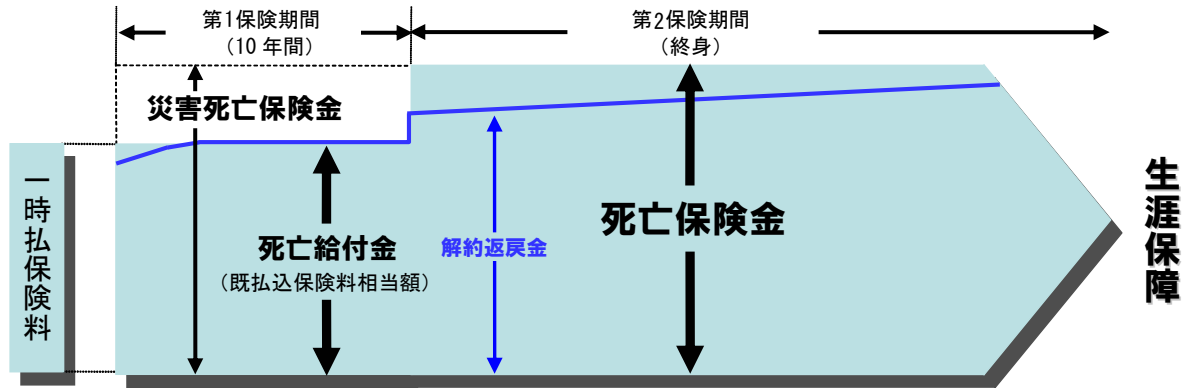 第1保険期間
（10 年間）
第2保険期間
（終身）
災害死亡保険金
一時払保険料
死亡給付金
（既払込保険料相当額）
解約返戻金
死亡保険金
生涯保障